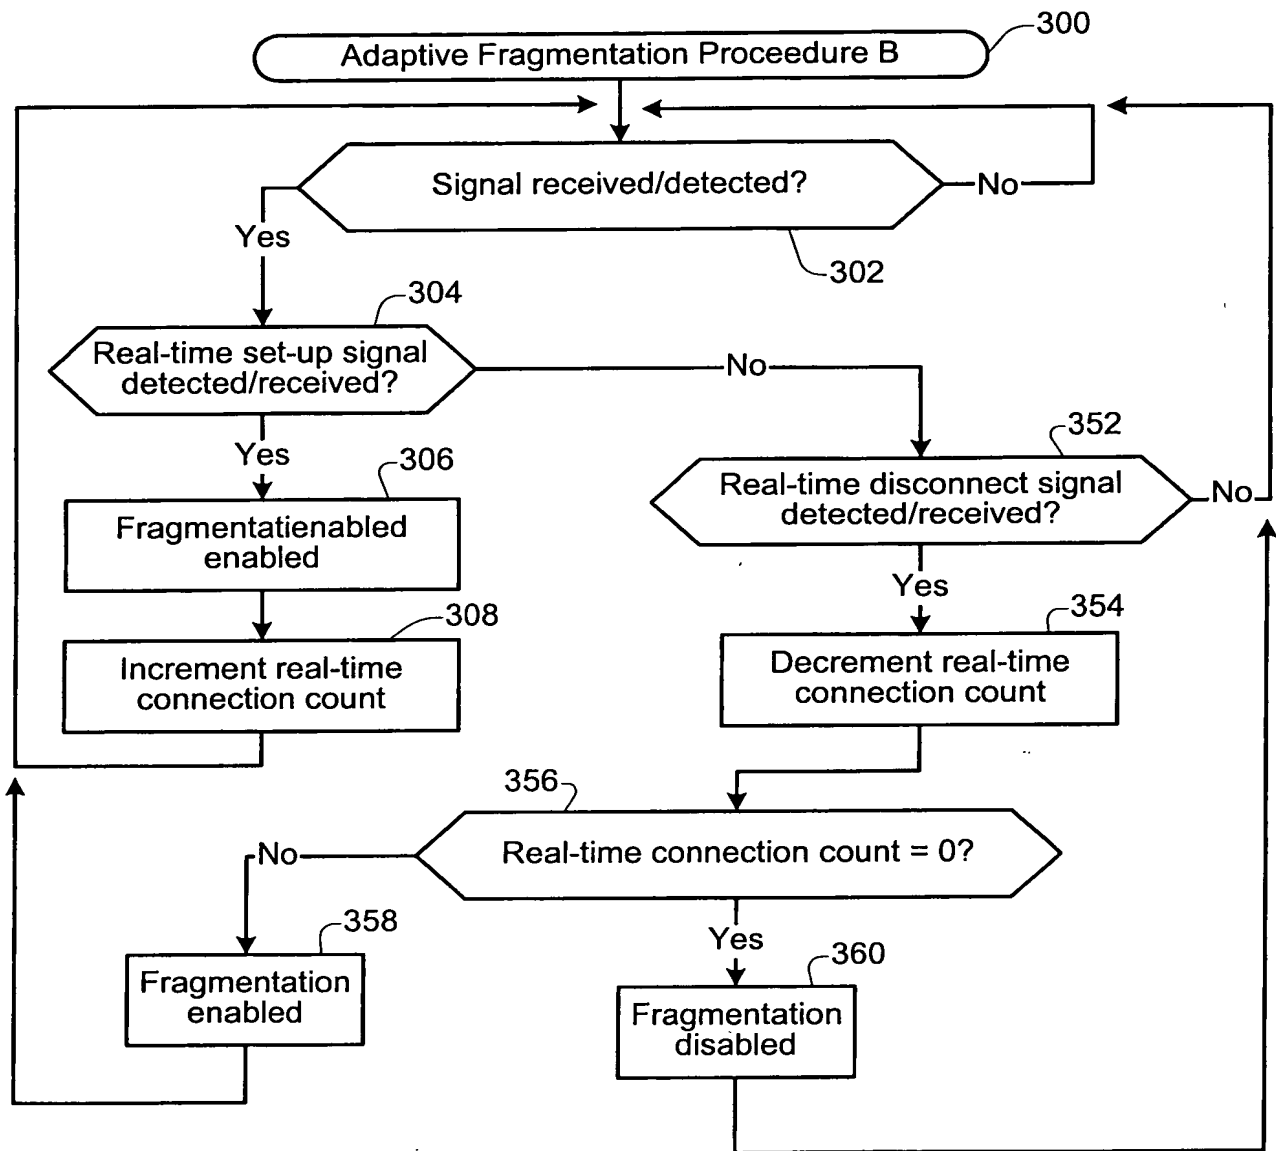 300
Adaptive Fragmentation Proceedure B
Signal received/detected?
No
302
Yes
304
Real-time set-up signal
detected/received?
No
Yes
306
Fragmentatienabled
enabled
308
Increment real-time
connection count
352
Real-time disconnect signal
detected/received?
No
Yes
354
Decrement real-time
connection count
356
Real-time connection count = 0?
No
358
Fragmentation
enabled
Yes
360
Fragmentation
disabled